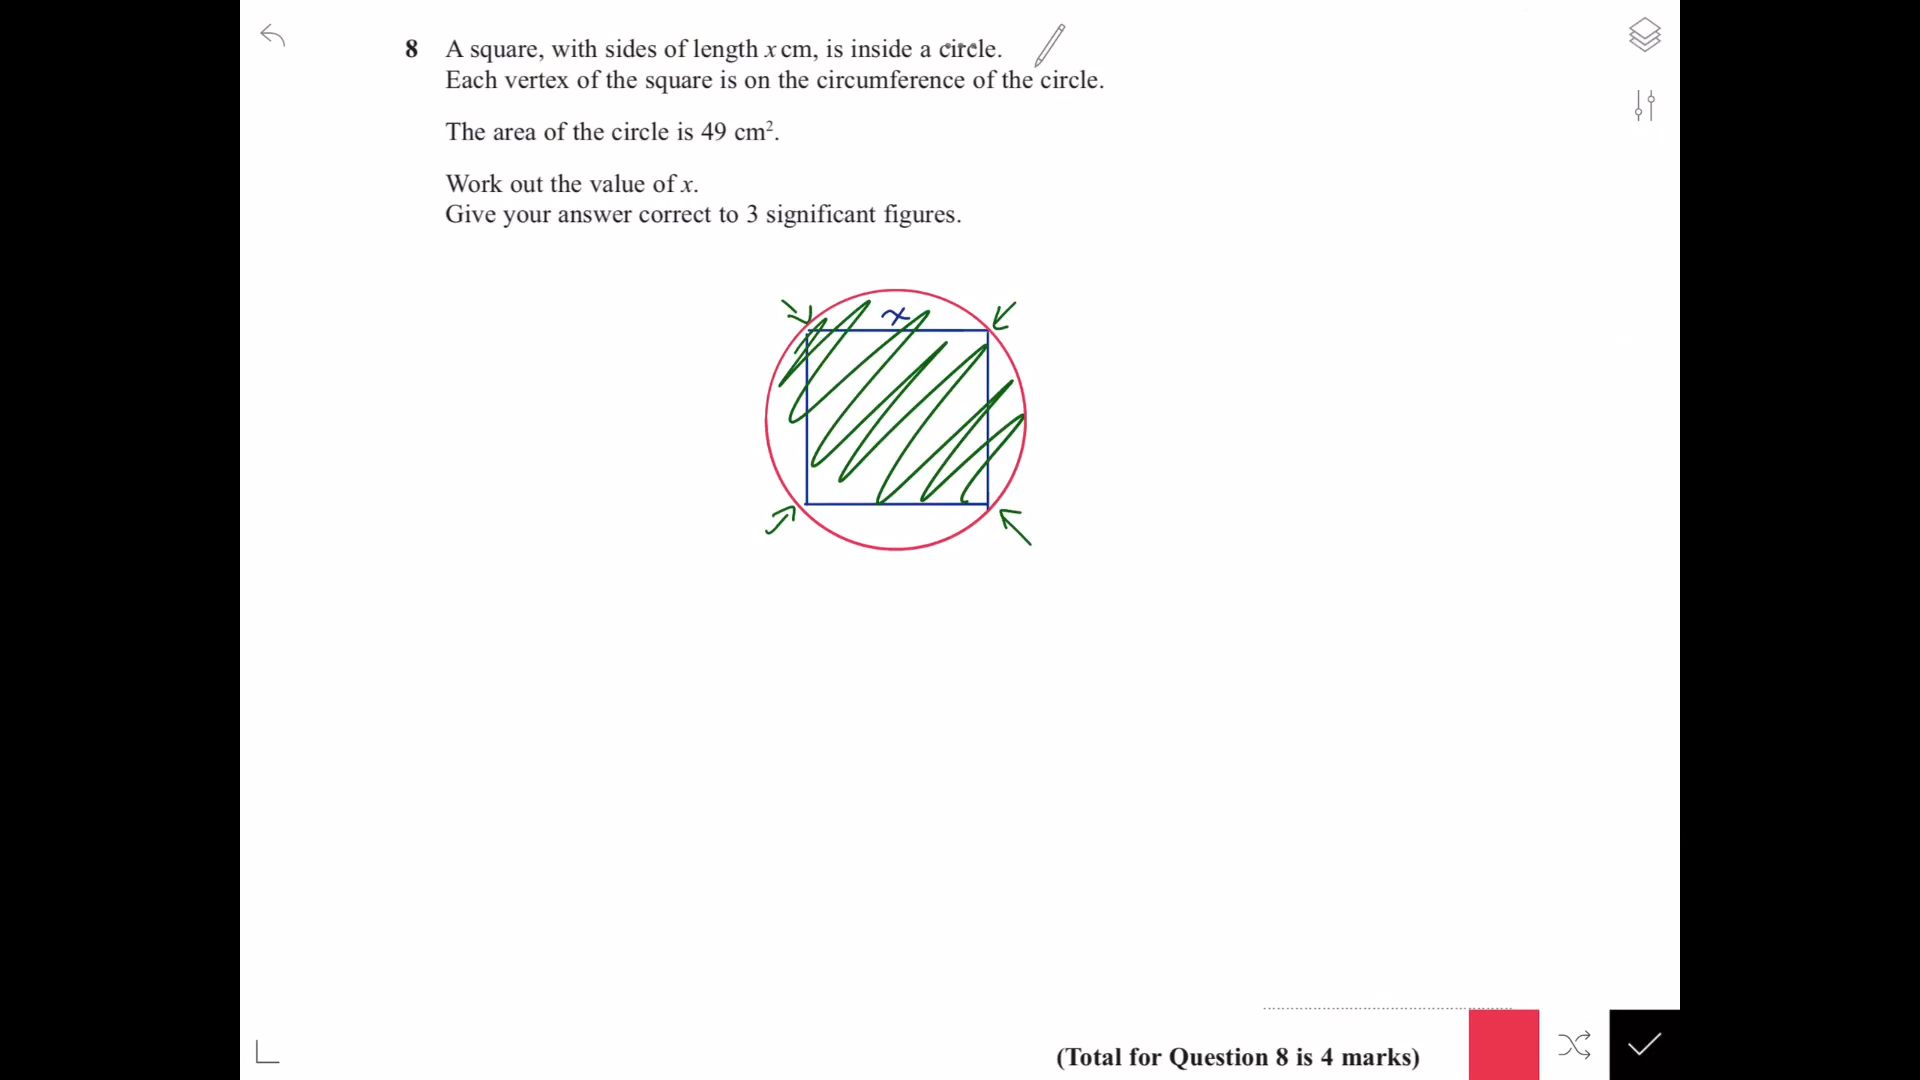 8 A square, with sides of length x cm, is inside a circle.
Each vertex of the square is on the circumference of the circle.
The area of the circle is 49 cm².
Work out the value of x.
Give your answer correct to 3 significant figures.
x
(Total for Question 8 is 4 marks)